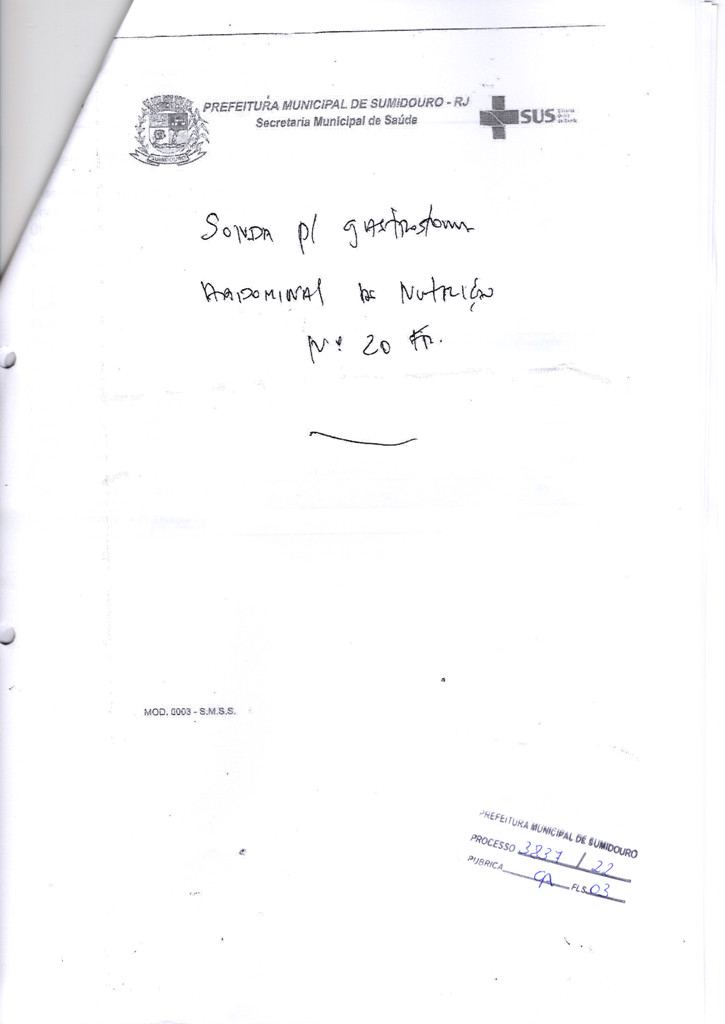 PREFEITURA MUNICIPAL DE SUMIDOURO - RJ
Secretaria Municipal de Saúde
SUS
SONDA p/ gastrostomia
ABDOMINAL de NUTRIÇÃO
Nº 20 Fr.
MOD. 0003 - S.M.S.S.
PREFEITURA MUNICIPAL DE SUMIDOURO
PROCESSO 3837 / 22
RUBRICA FLS 03